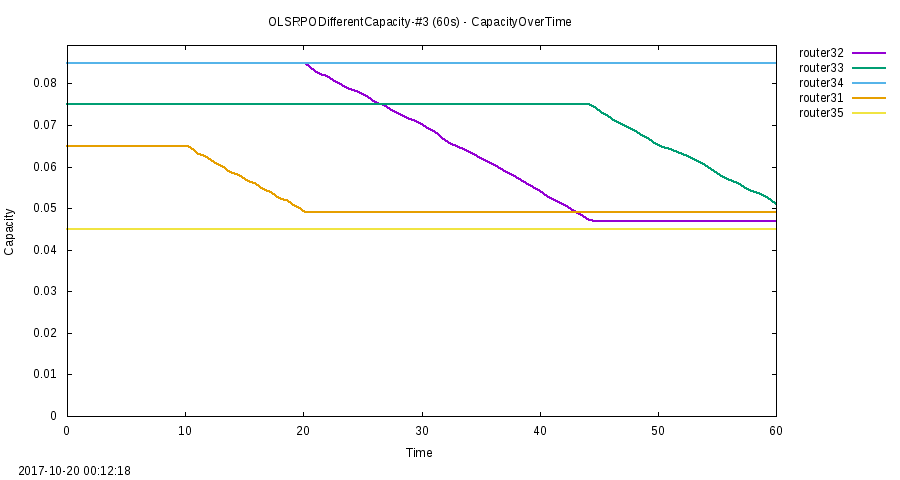 OLSRPO DifferentCapacity-#3 (60s) - CapacityOverTime
router32
router33
router34
router31
router35
0.08
0.07
0.06
0.05
0.04
0.03
0.02
0.01
0
Capacity
0 10 20 30 40 50 60
Time
2017-10-20 00:12:18